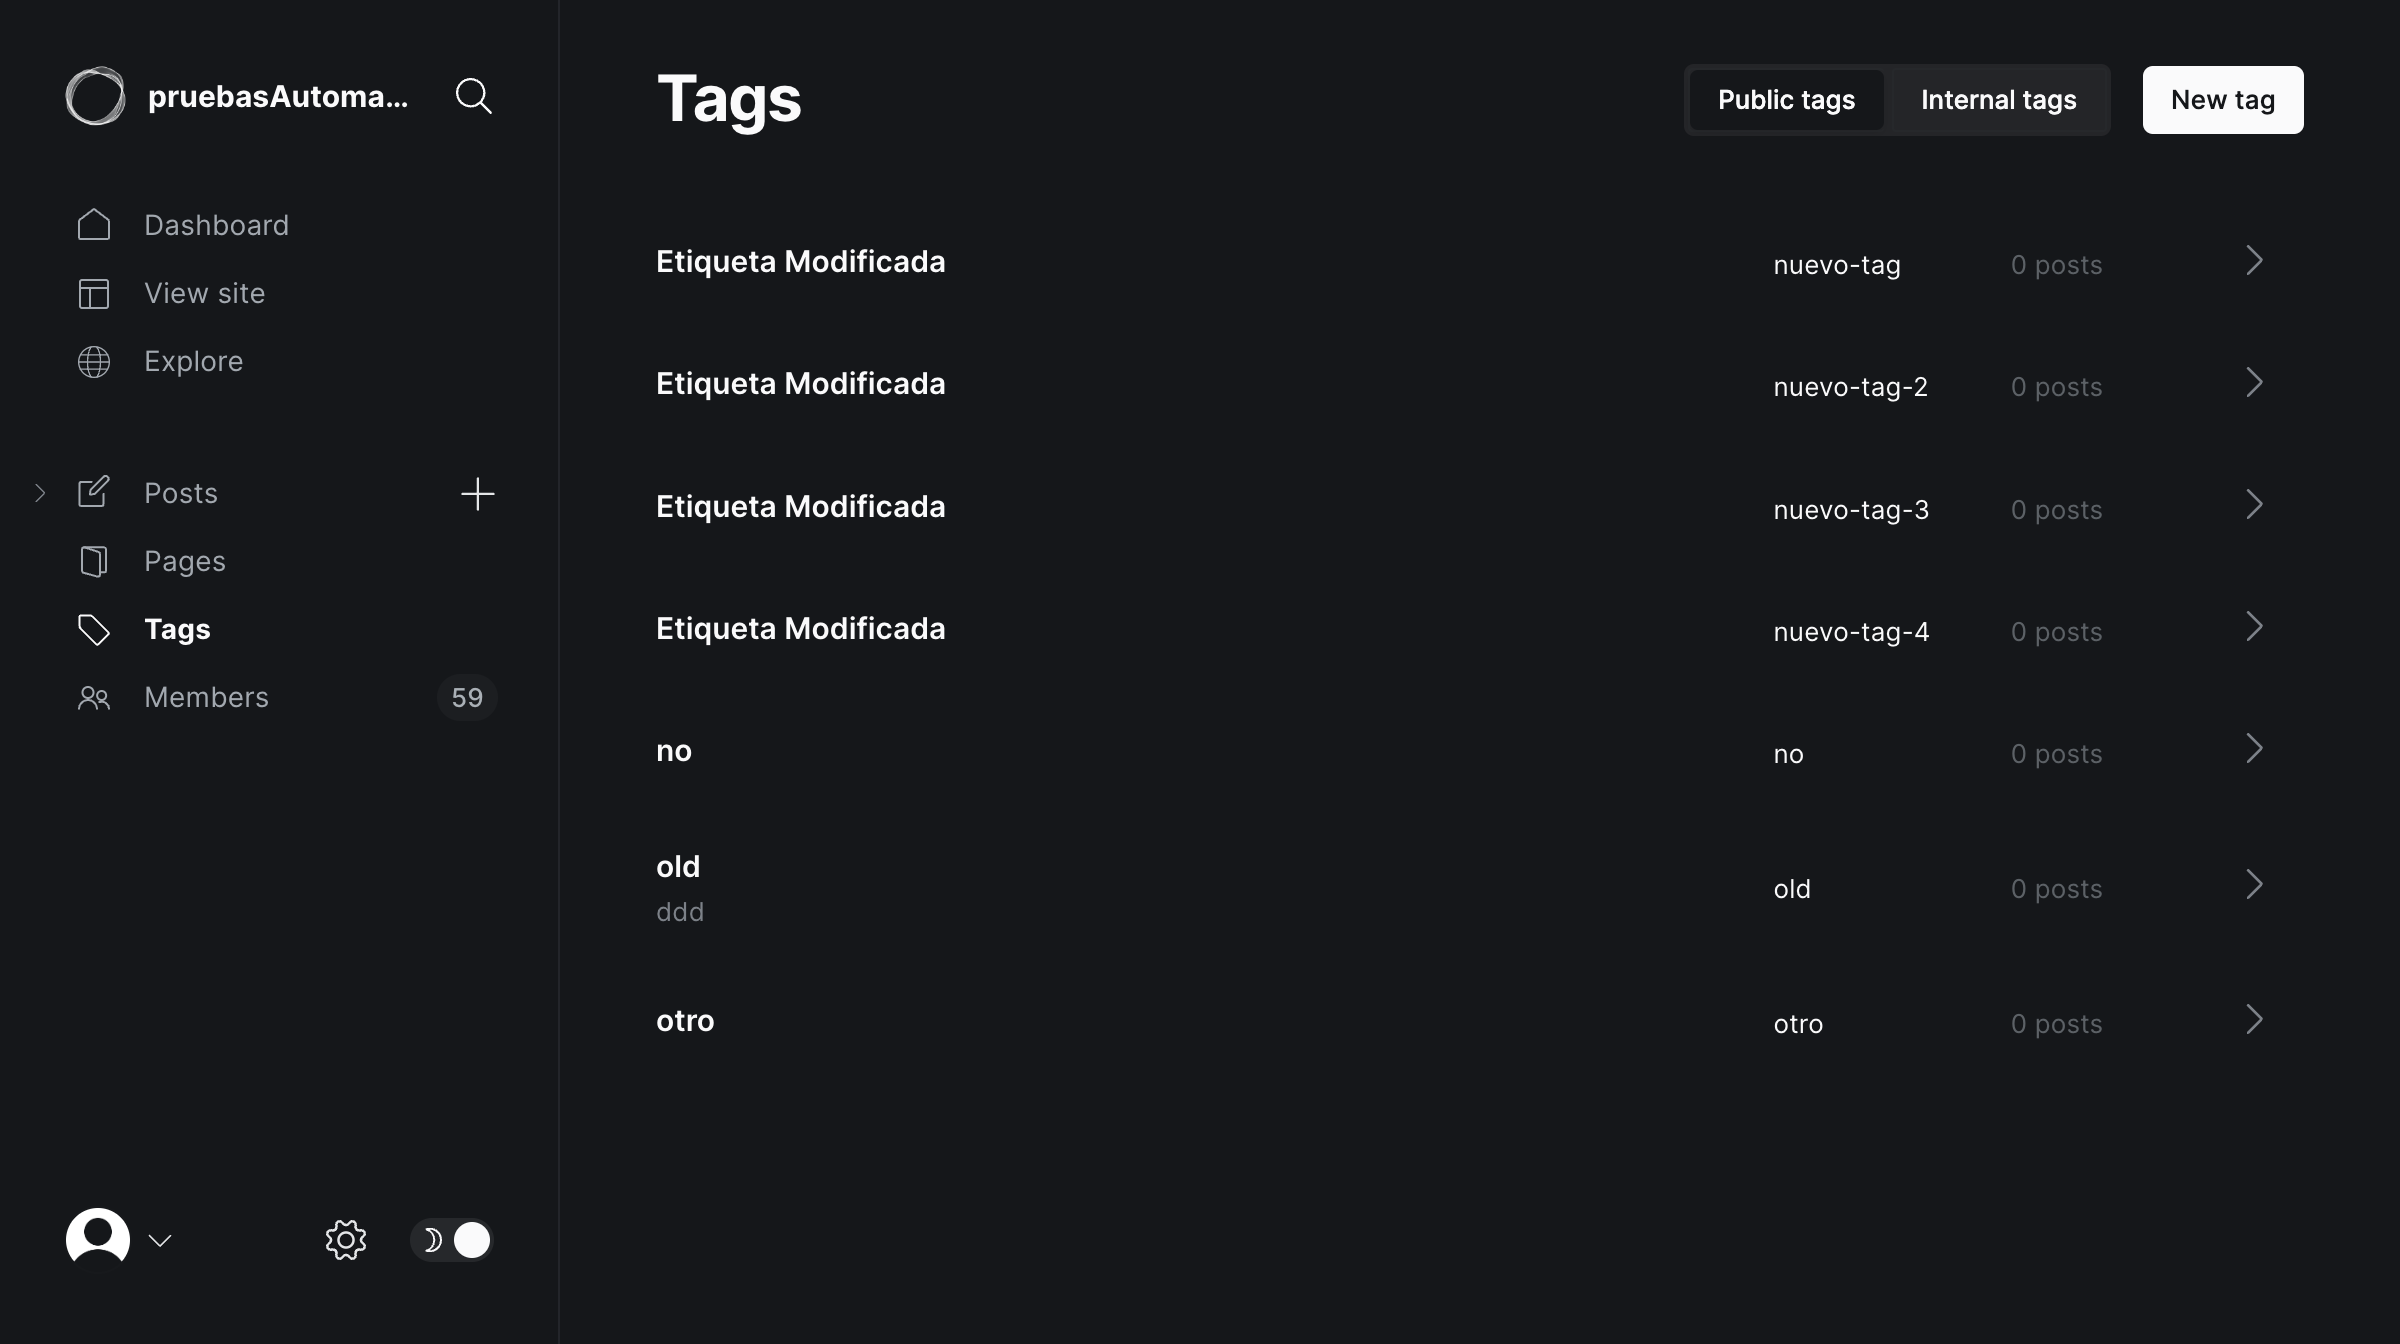 pruebasAutoma...
Dashboard
View site
Explore
Posts
Pages
Tags
Members 59
Tags
Public tags Internal tags New tag
Etiqueta Modificada nuevo-tag 0 posts
Etiqueta Modificada nuevo-tag-2 0 posts
Etiqueta Modificada nuevo-tag-3 0 posts
Etiqueta Modificada nuevo-tag-4 0 posts
no no 0 posts
old old 0 posts
ddd
otro otro 0 posts